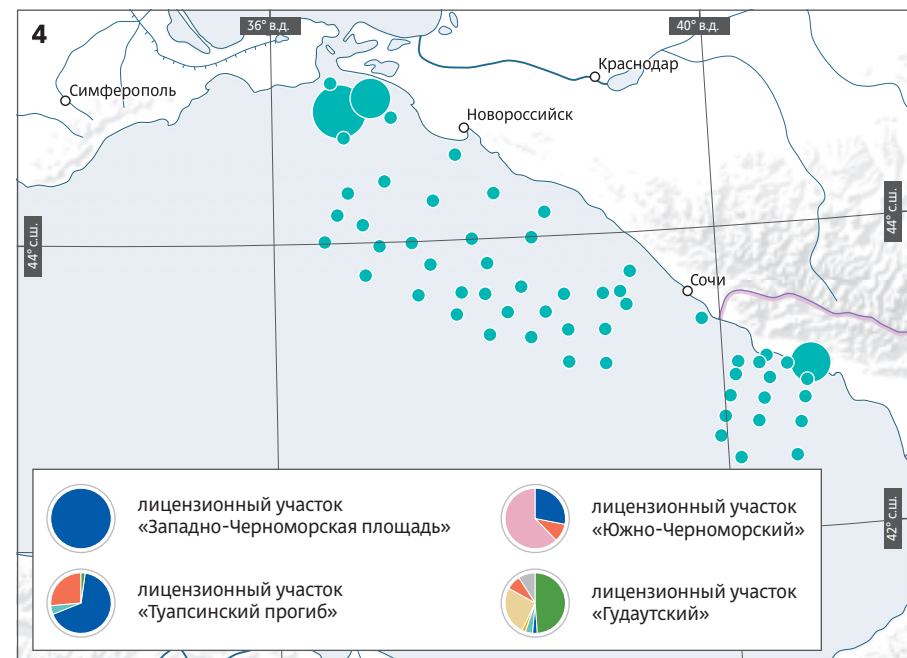 4
36° в.д.
40° в.д.
Симферополь
Краснодар
Новороссийск
44° с.ш.
44° с.ш.
Сочи
лицензионный участок
«Западно-Черноморская площадь»
лицензионный участок
«Южно-Черноморский»
42° с.ш.
лицензионный участок
«Туапсинский прогиб»
лицензионный участок
«Гудаутский»